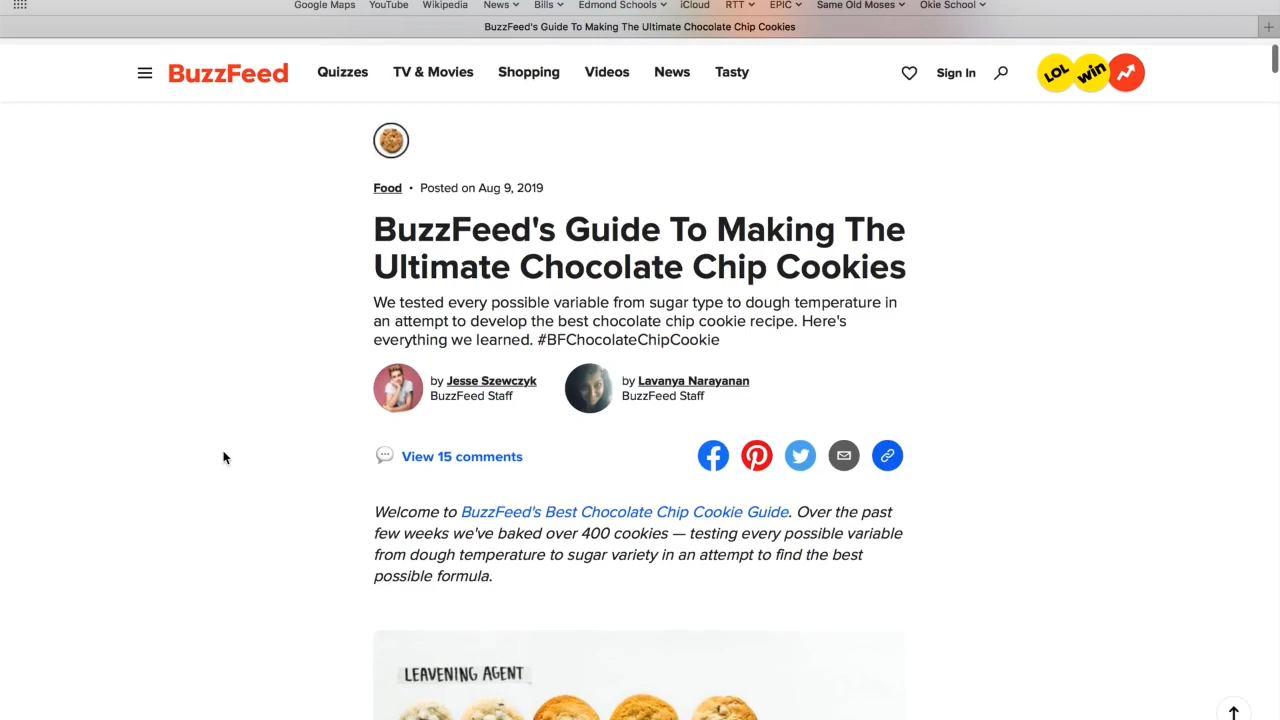 Google Maps YouTube Wikipedia News Bills Edmond Schools iCloud RTT EPIC Same Old Moses Okie School
BuzzFeed's Guide To Making The Ultimate Chocolate Chip Cookies
BuzzFeed Quizzes TV & Movies Shopping Videos News Tasty Sign In LOL win
Food • Posted on Aug 9, 2019
BuzzFeed's Guide To Making The
Ultimate Chocolate Chip Cookies
We tested every possible variable from sugar type to dough temperature in
an attempt to develop the best chocolate chip cookie recipe. Here's
everything we learned. #BFChocolateChipCookie
by Jesse Szewczyk
BuzzFeed Staff
by Lavanya Narayanan
BuzzFeed Staff
View 15 comments
Welcome to BuzzFeed's Best Chocolate Chip Cookie Guide. Over the past
few weeks we've baked over 400 cookies — testing every possible variable
from dough temperature to sugar variety in an attempt to find the best
possible formula.
LEAVENING AGENT